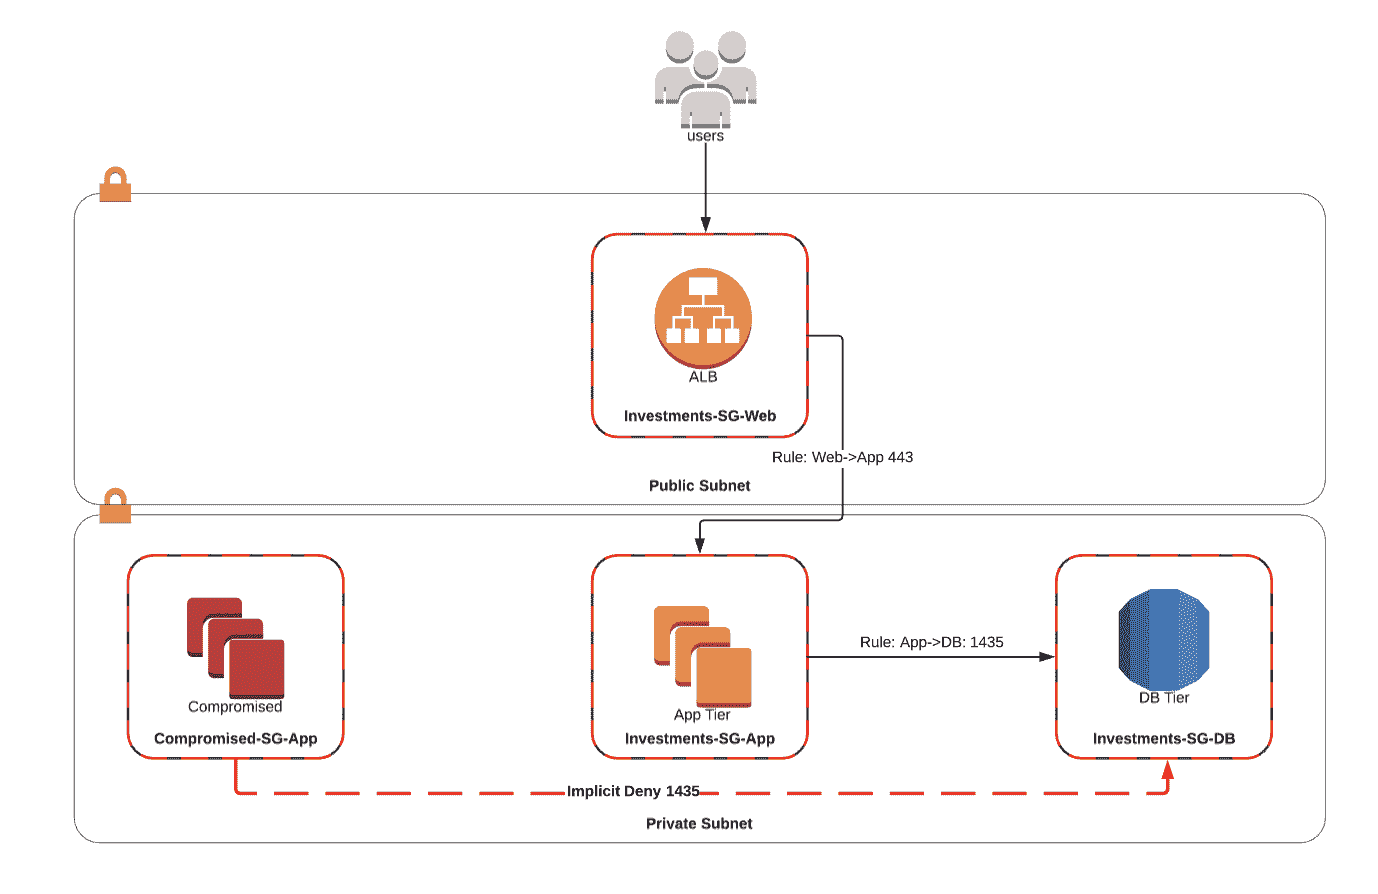 users
ALB
Investments-SG-Web
Rule: Web->App 443
Public Subnet
Compromised
Compromised-SG-App
App Tier
Investments-SG-App
Rule: App->DB: 1435
DB Tier
Investments-SG-DB
Implicit Deny 1435
Private Subnet